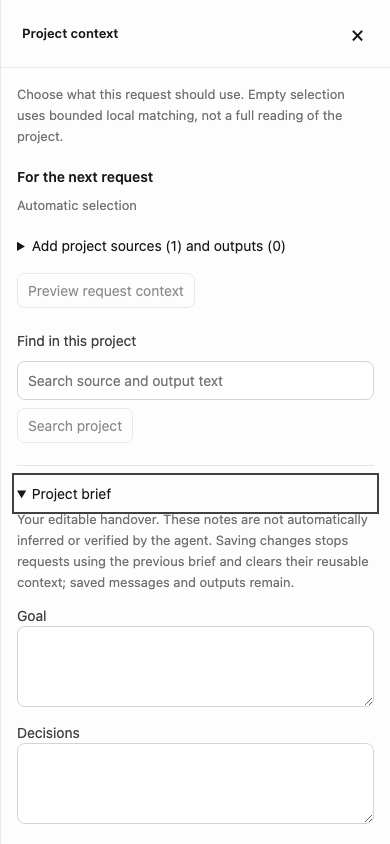 Project context
Choose what this request should use. Empty selection
uses bounded local matching, not a full reading of the
project.
For the next request
Automatic selection
Add project sources (1) and outputs (0)
Preview request context
Find in this project
Search source and output text
Search project
Project brief
Your editable handover. These notes are not automatically
inferred or verified by the agent. Saving changes stops
requests using the previous brief and clears their reusable
context; saved messages and outputs remain.
Goal
Decisions